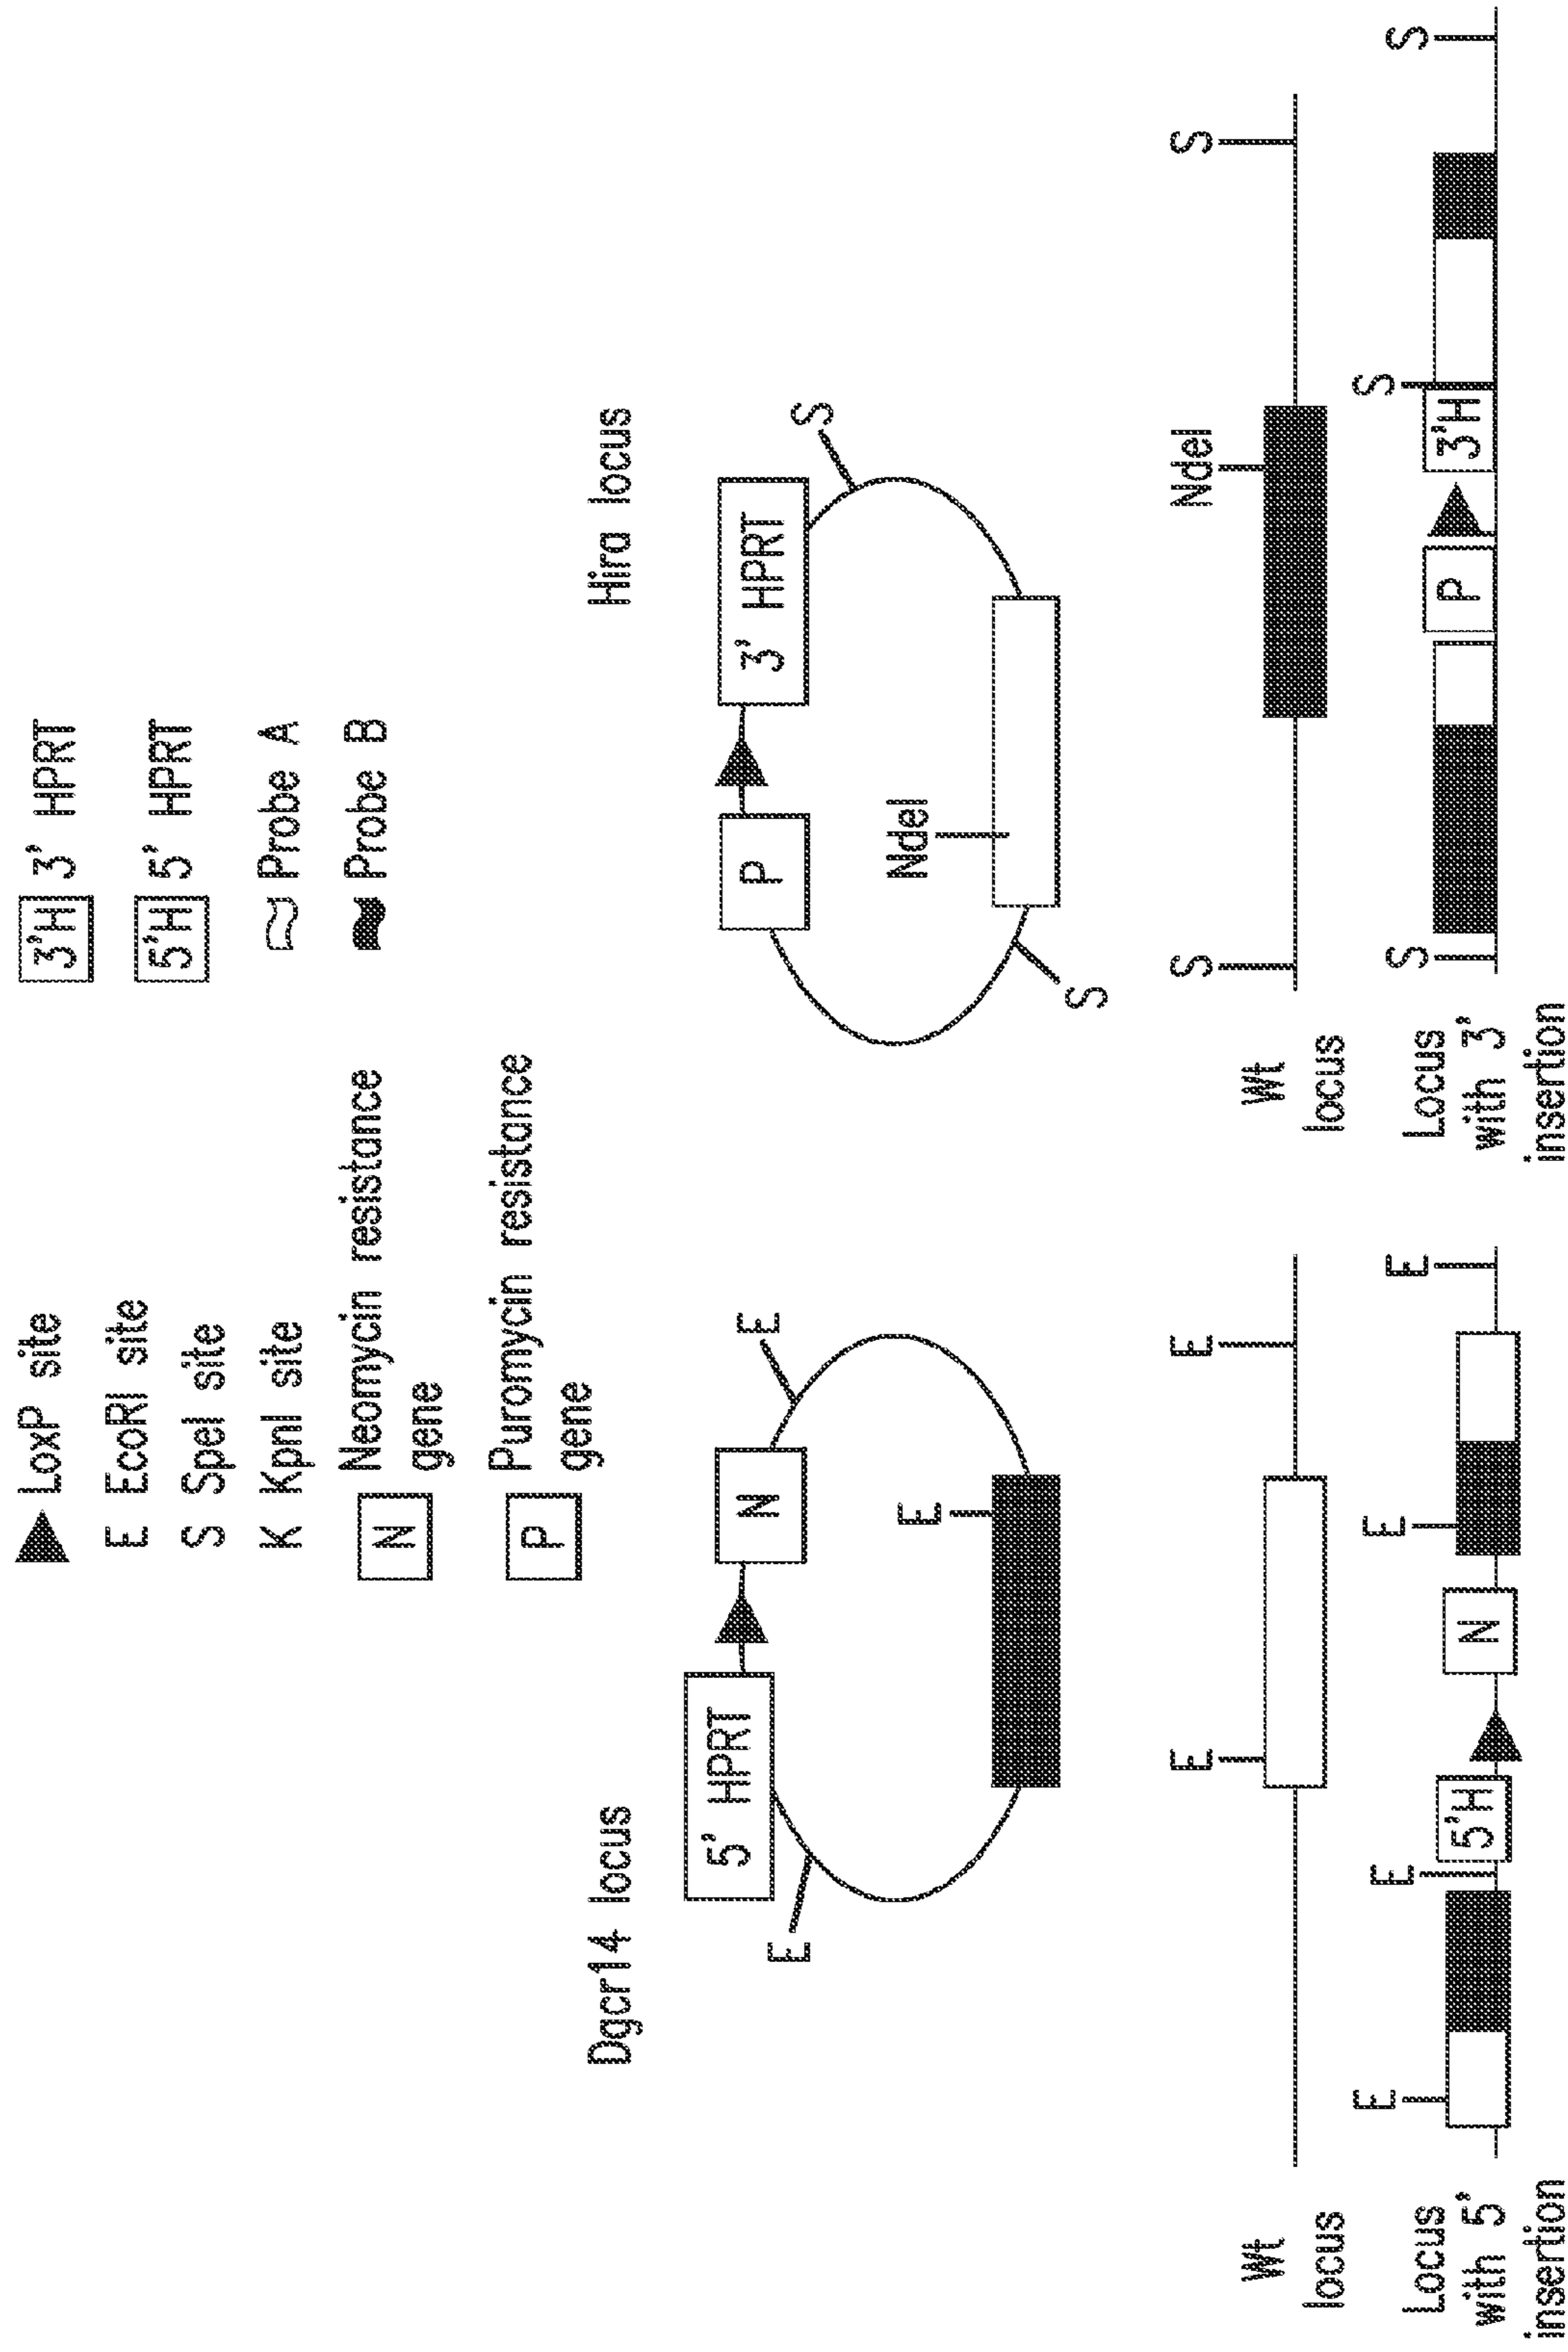 LoxP site
E EcoRI site
S SpeI site
K KpnI site
N Neomycin resistance
gene
P Puromycin resistance
gene
3'H 3' HPRT
5'H 5' HPRT
Probe A
Probe B
Dgcr14 locus
5' HPRT
N
E
E
E
Wt
locus
E
E
Locus
with 5'
insertion
E
E
5'H
N
E
E
Hira locus
P
3' HPRT
NdeI
S
S
Wt
locus
S
NdeI
S
Locus
with 3'
insertion
S
P
3'H
S
S